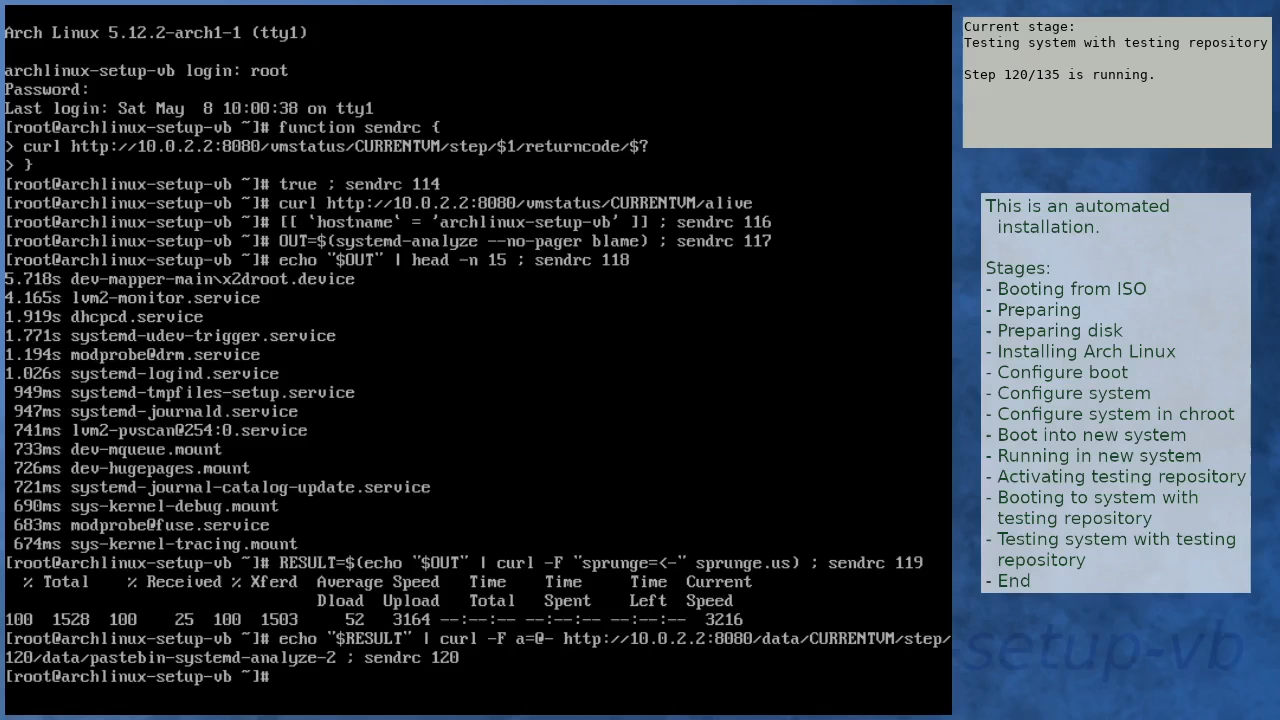 Arch Linux 5.12.2-arch1-1 (tty1)
archlinux-setup-vb login: root
Password:
Last login: Sat May  8 10:00:38 on tty1
[root@archlinux-setup-vb ~]# function sendrc {
> curl http://10.0.2.2:8080/vmstatus/CURRENTVM/step/$1/returncode/$?
> }
[root@archlinux-setup-vb ~]# true ; sendrc 114
[root@archlinux-setup-vb ~]# curl http://10.0.2.2:8080/vmstatus/CURRENTVM/alive
[root@archlinux-setup-vb ~]# [[ `hostname` = 'archlinux-setup-vb' ]] ; sendrc 116
[root@archlinux-setup-vb ~]# OUT=$(systemd-analyze --no-pager blame) ; sendrc 117
[root@archlinux-setup-vb ~]# echo "$OUT" | head -n 15 ; sendrc 118
5.718s dev-mapper-main\x2droot.device
4.165s lvm2-monitor.service
1.919s dhcpcd.service
1.771s systemd-udev-trigger.service
1.194s modprobe@drm.service
1.026s systemd-logind.service
 949ms systemd-tmpfiles-setup.service
 947ms systemd-journald.service
 741ms lvm2-pvscan@254:0.service
 733ms dev-mqueue.mount
 726ms dev-hugepages.mount
 721ms systemd-journal-catalog-update.service
 690ms sys-kernel-debug.mount
 683ms modprobe@fuse.service
 674ms sys-kernel-tracing.mount
[root@archlinux-setup-vb ~]# RESULT=$(echo "$OUT" | curl -F "sprunge=<-" sprunge.us) ; sendrc 119
  % Total    % Received % Xferd  Average Speed   Time    Time     Time  Current
                                 Dload  Upload   Total   Spent    Left  Speed
100  1528  100    25  100  1503     52   3164 --:--:-- --:--:-- --:--:--  3216
[root@archlinux-setup-vb ~]# echo "$RESULT" | curl -F a=@- http://10.0.2.2:8080/data/CURRENTVM/step/
120/data/pastebin-systemd-analyze-2 ; sendrc 120
[root@archlinux-setup-vb ~]#
Current stage:
Testing system with testing repository
Step 120/135 is running.
This is an automated
installation.
Stages:
- Booting from ISO
- Preparing
- Preparing disk
- Installing Arch Linux
- Configure boot
- Configure system
- Configure system in chroot
- Boot into new system
- Running in new system
- Activating testing repository
- Booting to system with
testing repository
- Testing system with testing
repository
- End
setup-vb